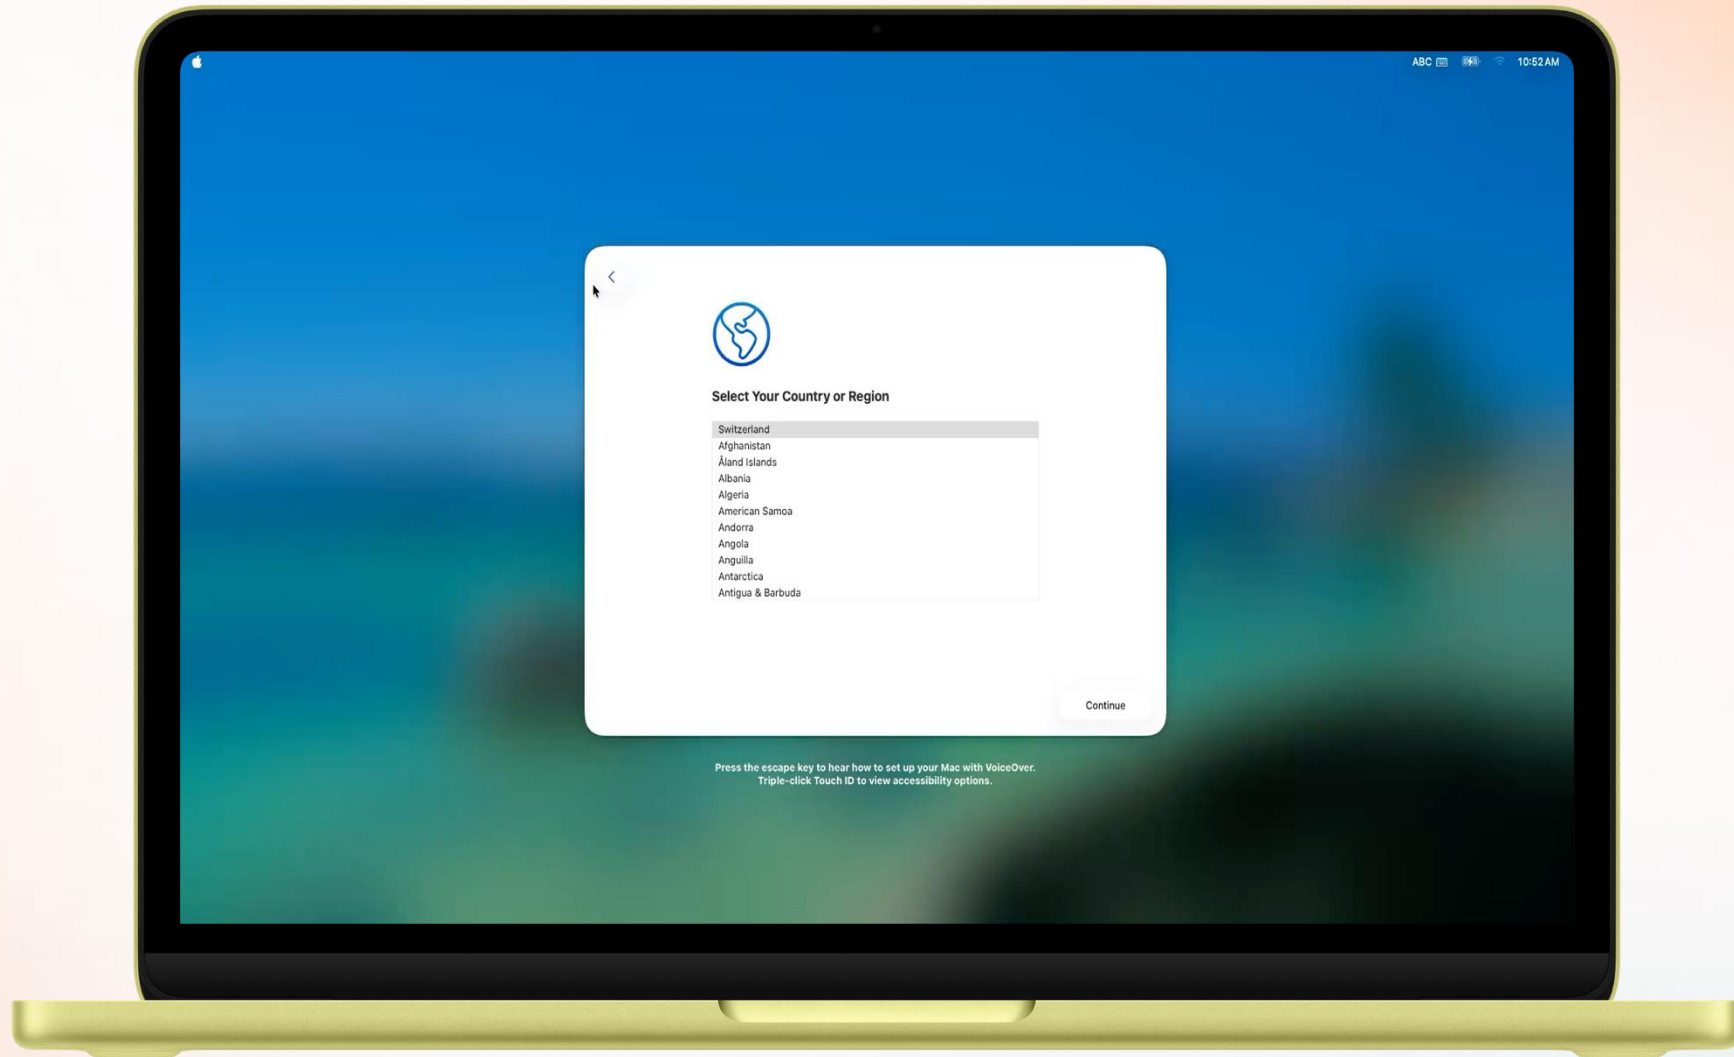 ABC 10:52 AM
Select Your Country or Region
Switzerland
Afghanistan
Åland Islands
Albania
Algeria
American Samoa
Andorra
Angola
Anguilla
Antarctica
Antigua & Barbuda
Continue
Press the escape key to hear how to set up your Mac with VoiceOver.
Triple-click Touch ID to view accessibility options.